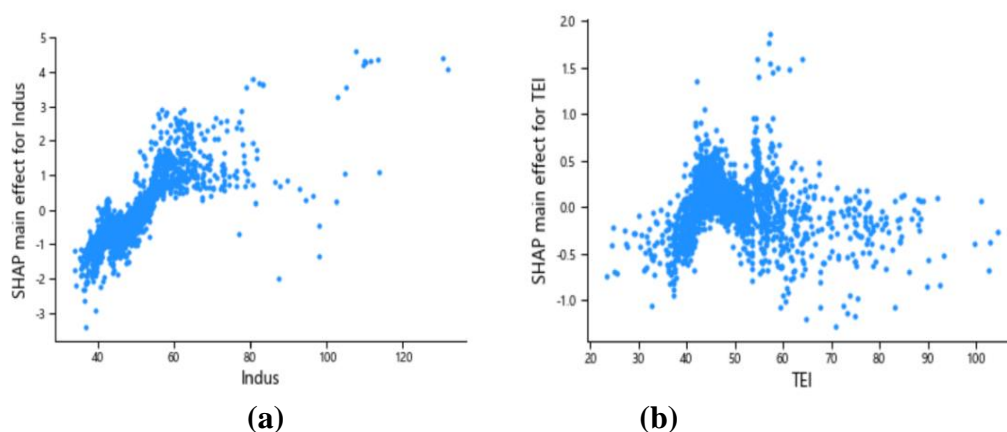 SHAP main effect for Indus
5
4
3
2
1
0
-1
-2
-3
40 60 80 100 120
Indus
(a)
SHAP main effect for TEI
2.0
1.5
1.0
0.5
0.0
-0.5
-1.0
20 30 40 50 60 70 80 90 100
TEI
(b)